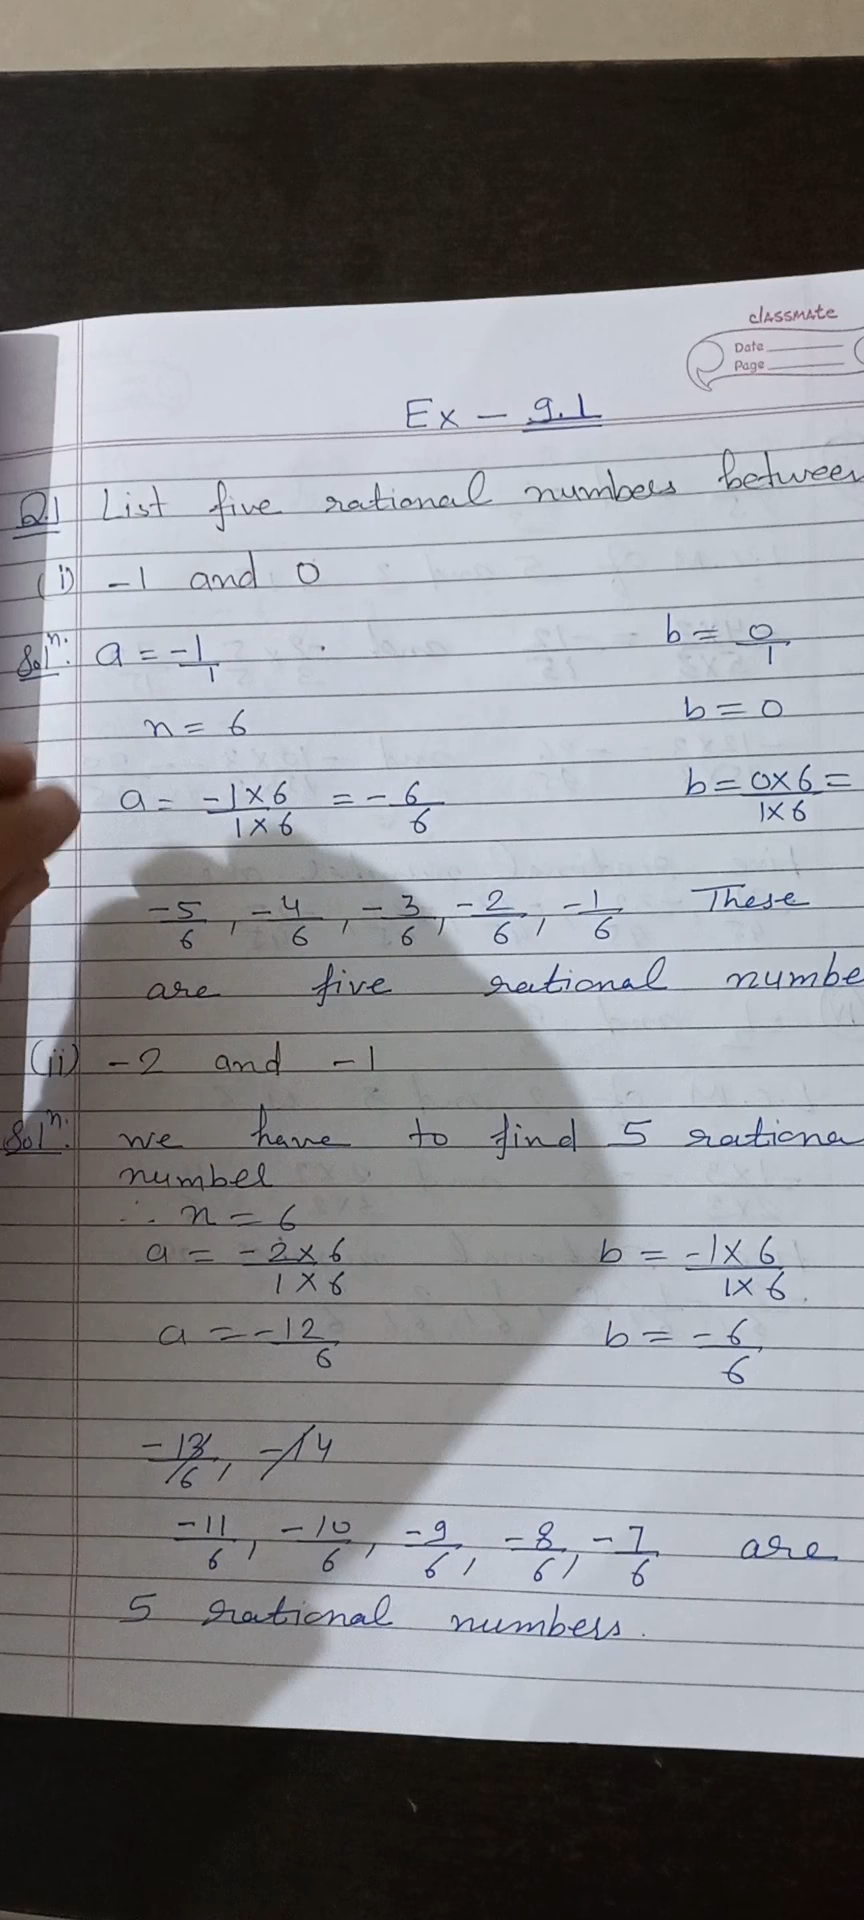 classmate
Date
Page
Ex - 9.1
Q.1 List five rational numbers between
(i) -1 and 0
Solⁿ: a = -1/1 b = 0/1
n = 6 b = 0
a = -1×6/1×6 = -6/6 b = 0×6/1×6 =
-5/6, -4/6, -3/6, -2/6, -1/6 These
are five rational numbe
(ii) -2 and -1
Solⁿ: we have to find 5 rationa
number
∴ n = 6
a = -2×6/1×6 b = -1×6/1×6.
a = -12/6 b = -6/6
-13/6, -14
-11/6, -10/6, -9/6, -8/6, -7/6 are
5 rational numbers.